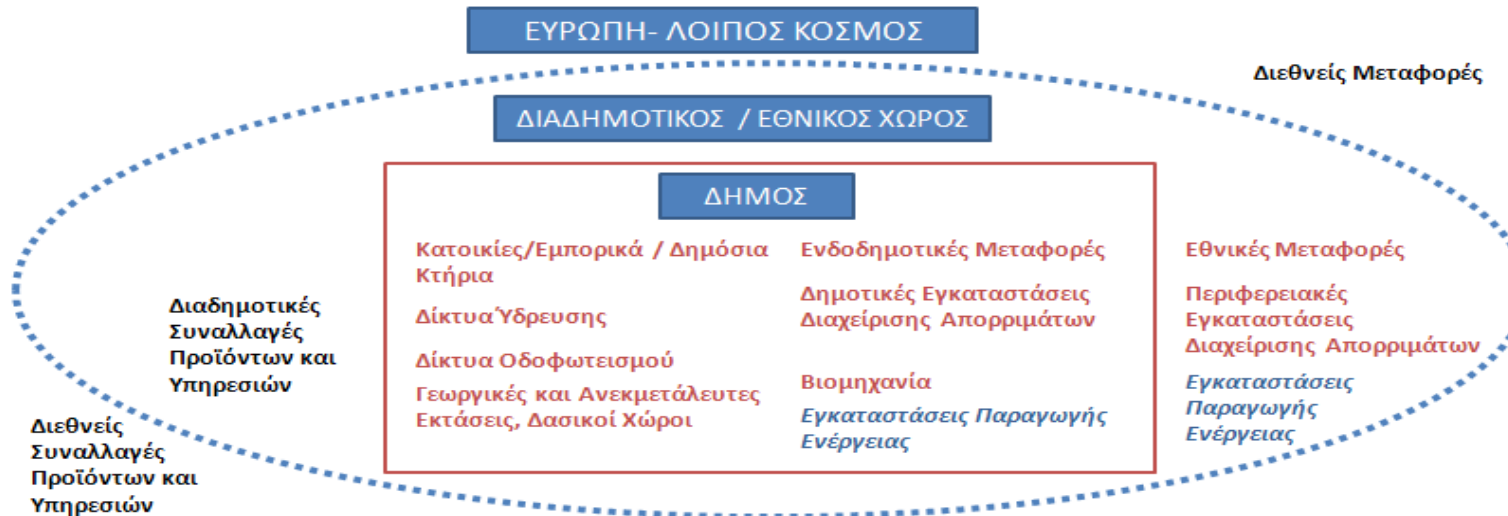 ΕΥΡΩΠΗ- ΛΟΙΠΟΣ ΚΟΣΜΟΣ
Διεθνείς Μεταφορές
ΔΙΑΔΗΜΟΤΙΚΟΣ / ΕΘΝΙΚΟΣ ΧΩΡΟΣ
ΔΗΜΟΣ
Κατοικίες/Εμπορικά / Δημόσια
Κτήρια
Δίκτυα Ύδρευσης
Δίκτυα Οδοφωτεισμού
Γεωργικές και Ανεκμετάλευτες
Εκτάσεις, Δασικοί Χώροι
Ενδοδημοτικές Μεταφορές
Δημοτικές Εγκαταστάσεις
Διαχείρισης Απορριμάτων
Βιομηχανία
Εγκαταστάσεις Παραγωγής
Ενέργειας
Εθνικές Μεταφορές
Περιφερειακές
Εγκαταστάσεις
Διαχείρισης Απορριμάτων
Εγκαταστάσεις
Παραγωγής
Ενέργειας
Διαδημοτικές
Συναλλαγές
Προϊόντων και
Υπηρεσιών
Διεθνείς
Συναλλαγές
Προϊόντων και
Υπηρεσιών